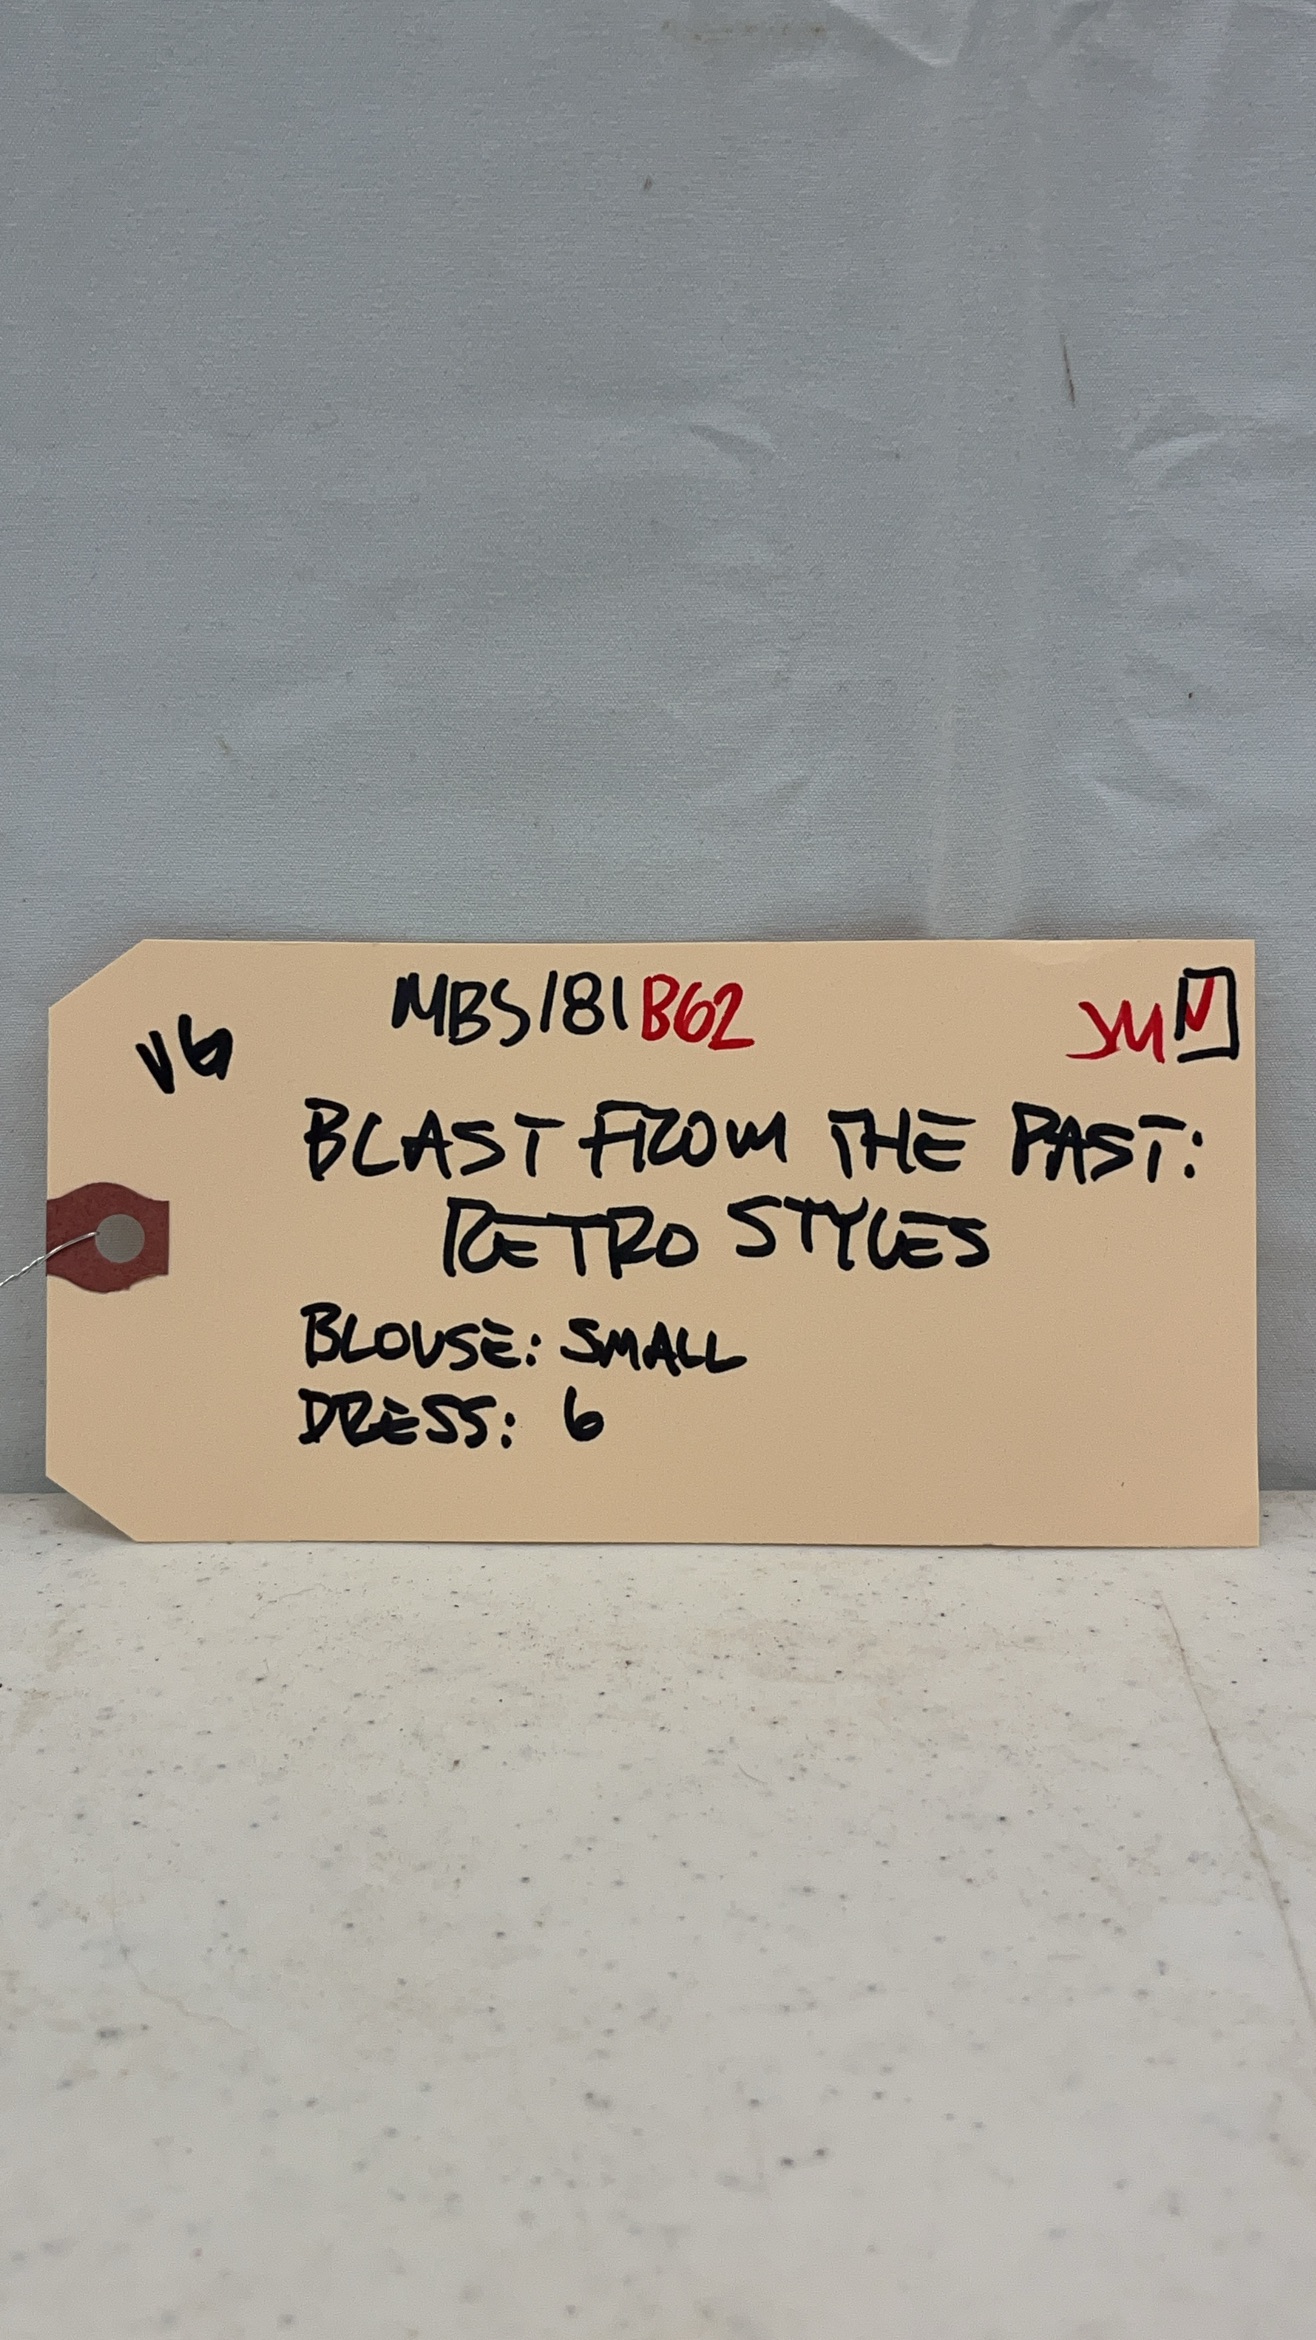 MBS181B62
JM
VG
BLAST FROM THE PAST:
RETRO STYLES
BLOUSE: SMALL
DRESS: 6